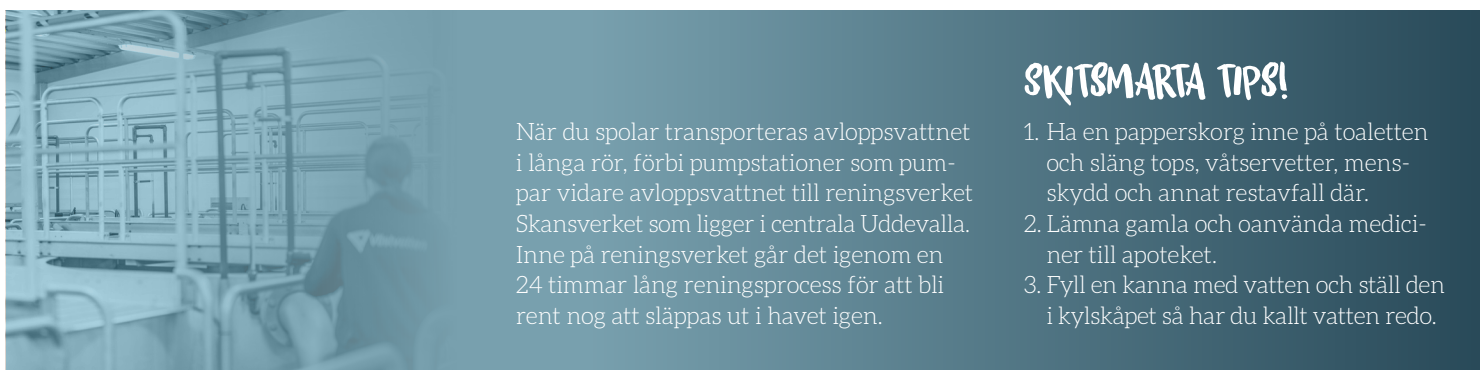 När du spolar transporteras avloppsvattnet
i långa rör, förbi pumpstationer som pum-
par vidare avloppsvattnet till reningsverket
Skansverket som ligger i centrala Uddevalla.
Inne på reningsverket går det igenom en
24 timmar lång reningsprocess för att bli
rent nog att släppas ut i havet igen.
SKITSMARTA TIPS!
1. Ha en papperskorg inne på toaletten
och släng tops, våtservetter, mens-
skydd och annat restavfall där.
2. Lämna gamla och oanvända medici-
ner till apoteket.
3. Fyll en kanna med vatten och ställ den
i kylskåpet så har du kallt vatten redo.